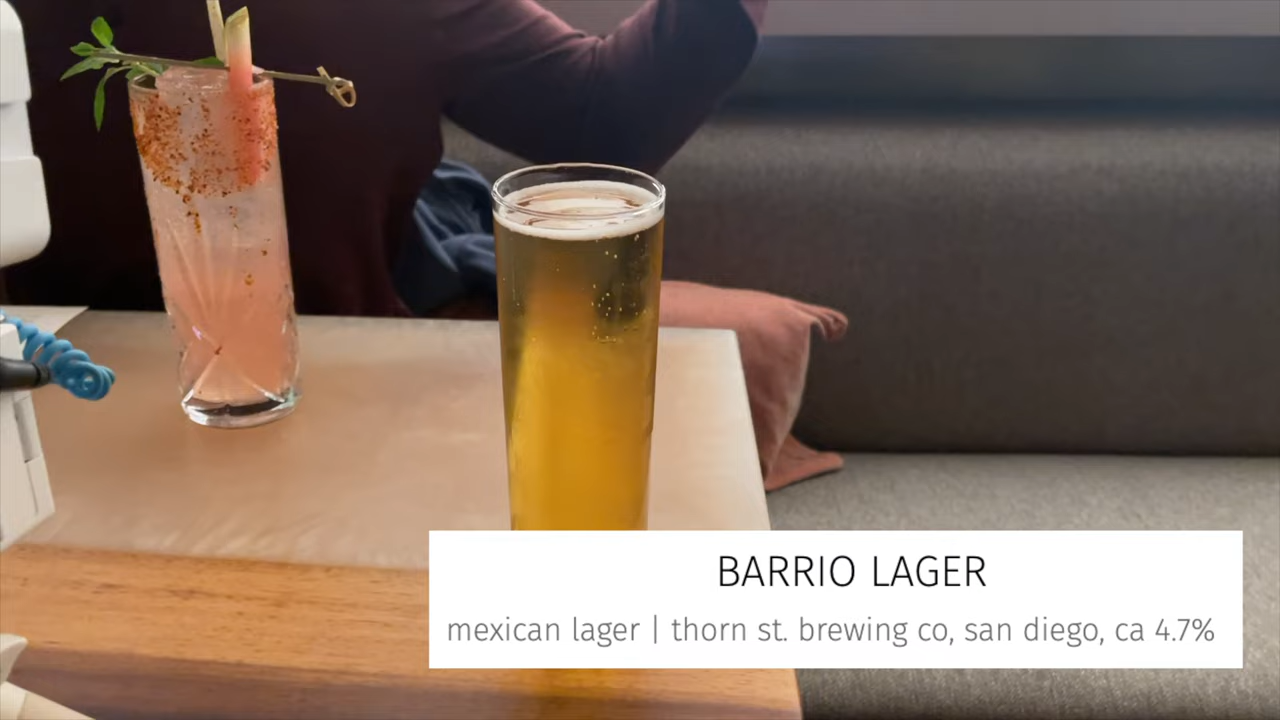 BARRIO LAGER
mexican lager | thorn st. brewing co, san diego, ca 4.7%